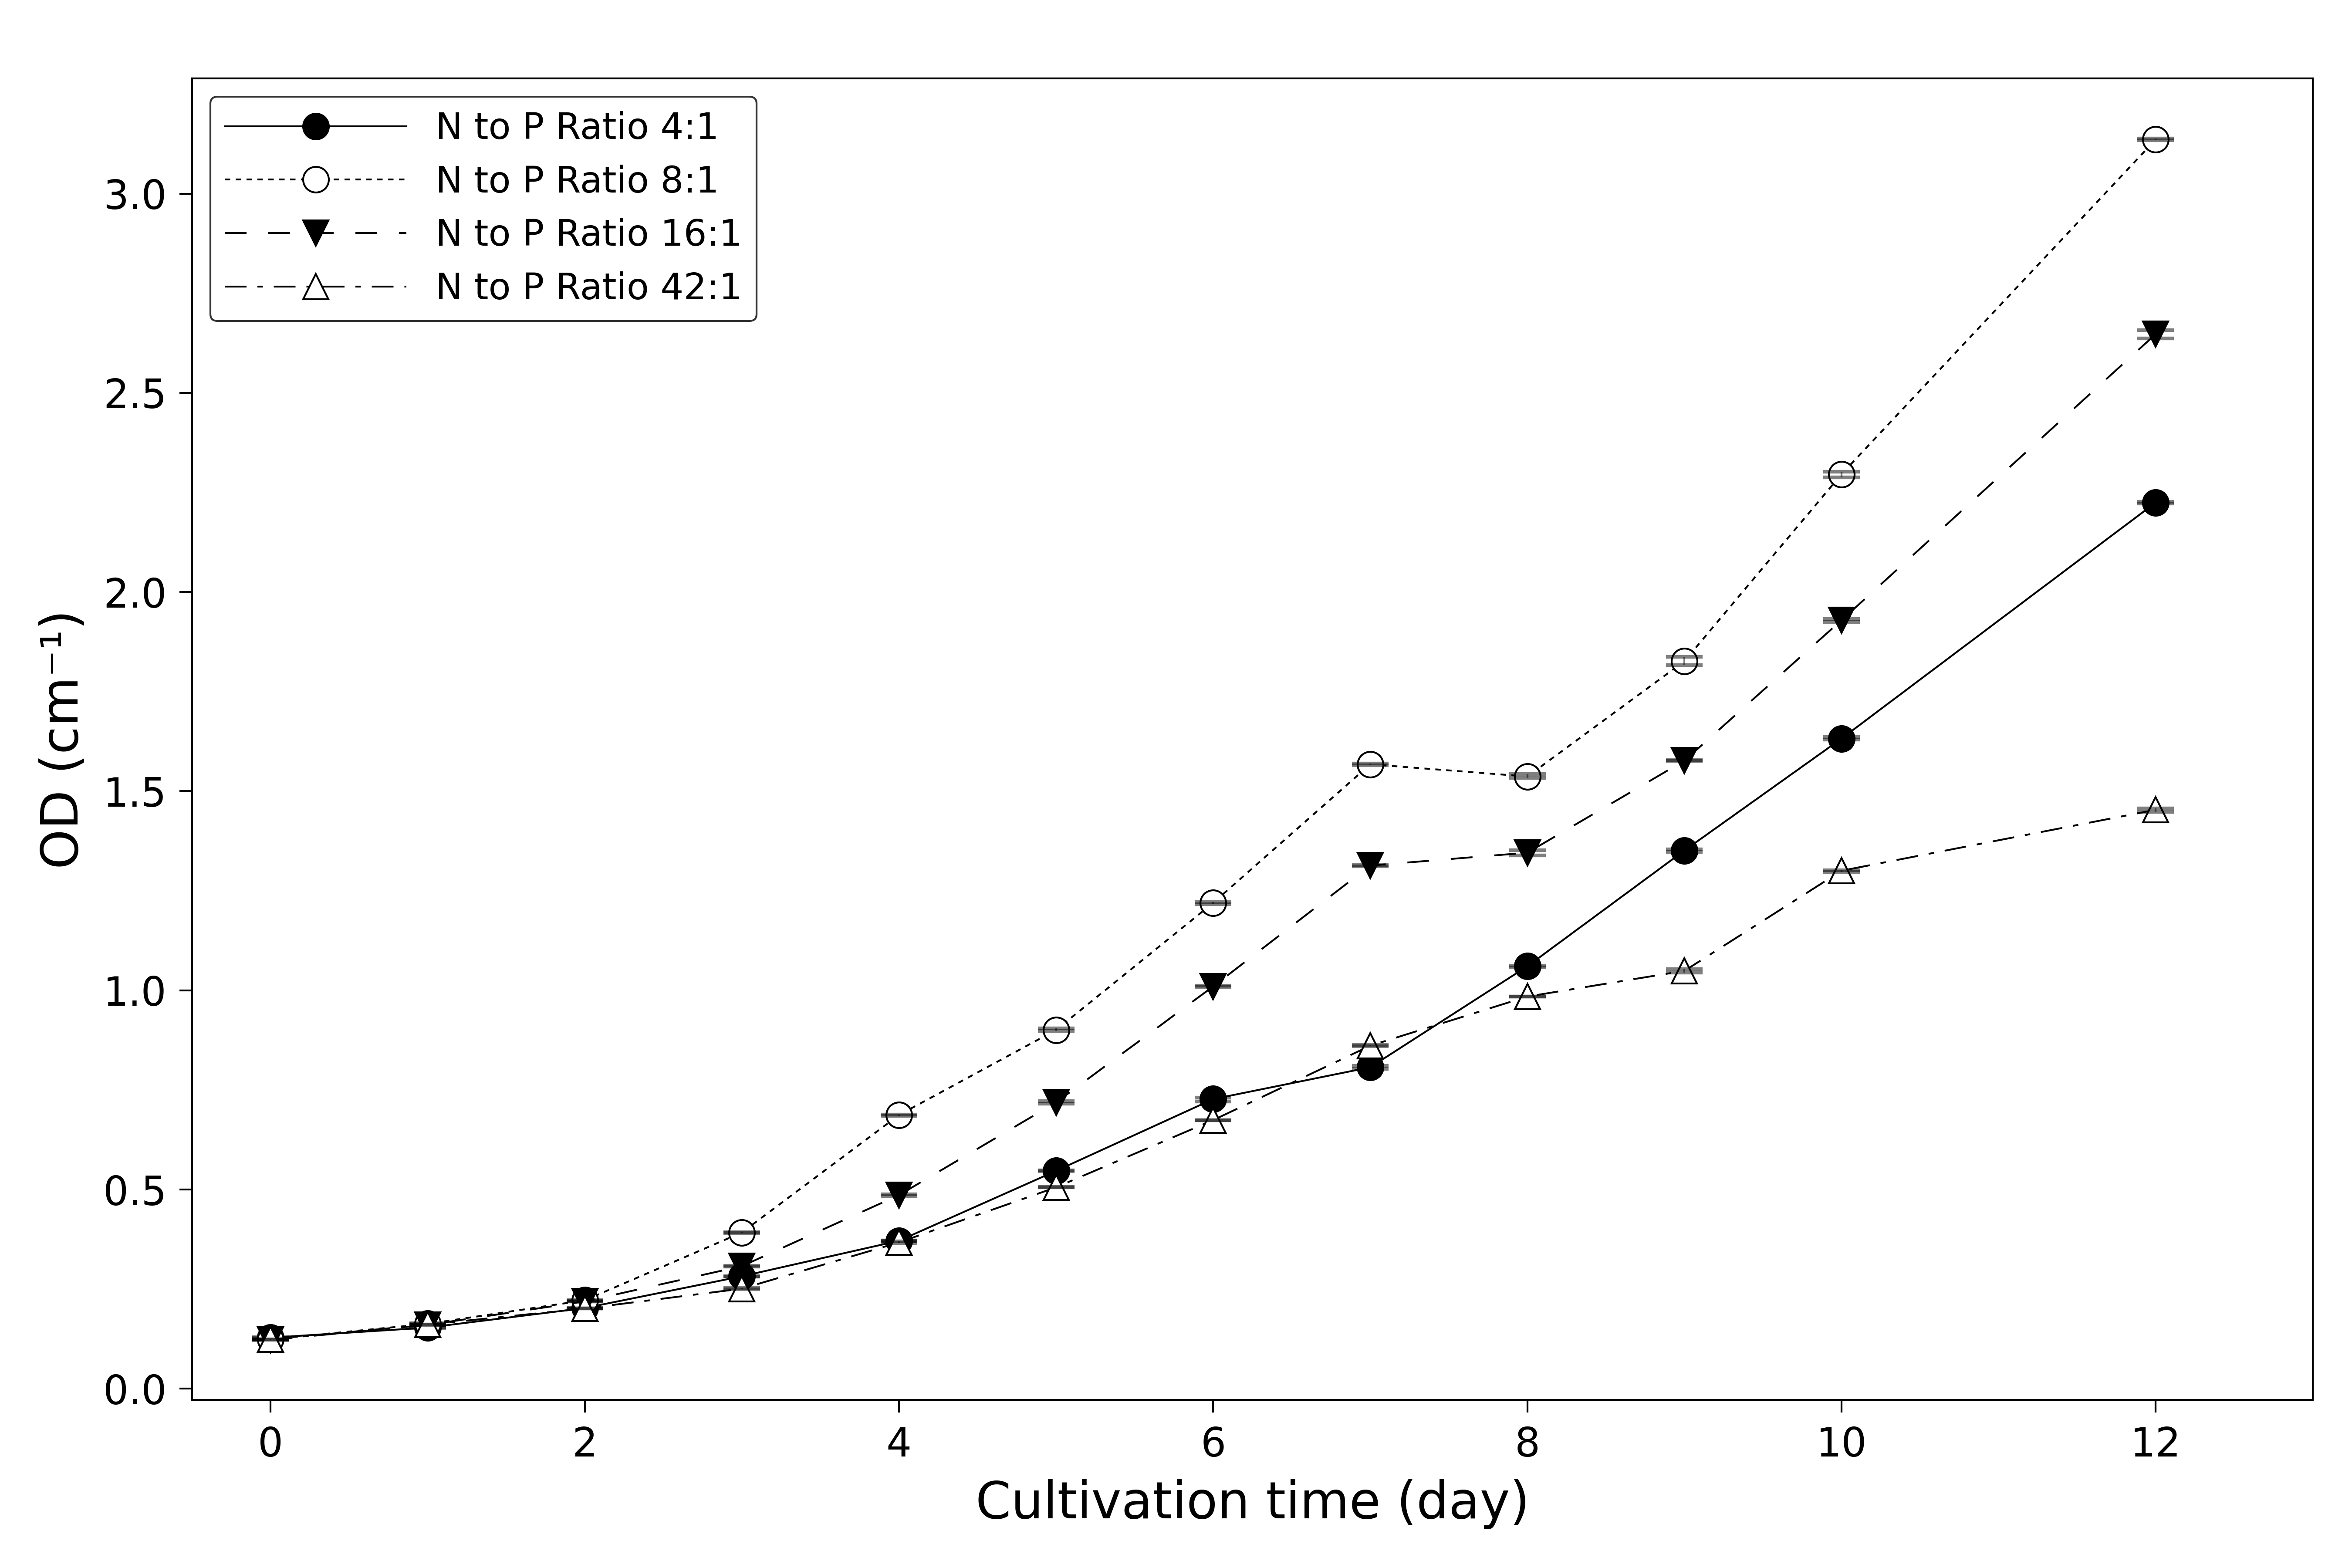 N to P Ratio 4:1
N to P Ratio 8:1
N to P Ratio 16:1
N to P Ratio 42:1
3.0
2.5
2.0
1.5
1.0
0.5
0.0
OD (cm⁻¹)
0 2 4 6 8 10 12
Cultivation time (day)